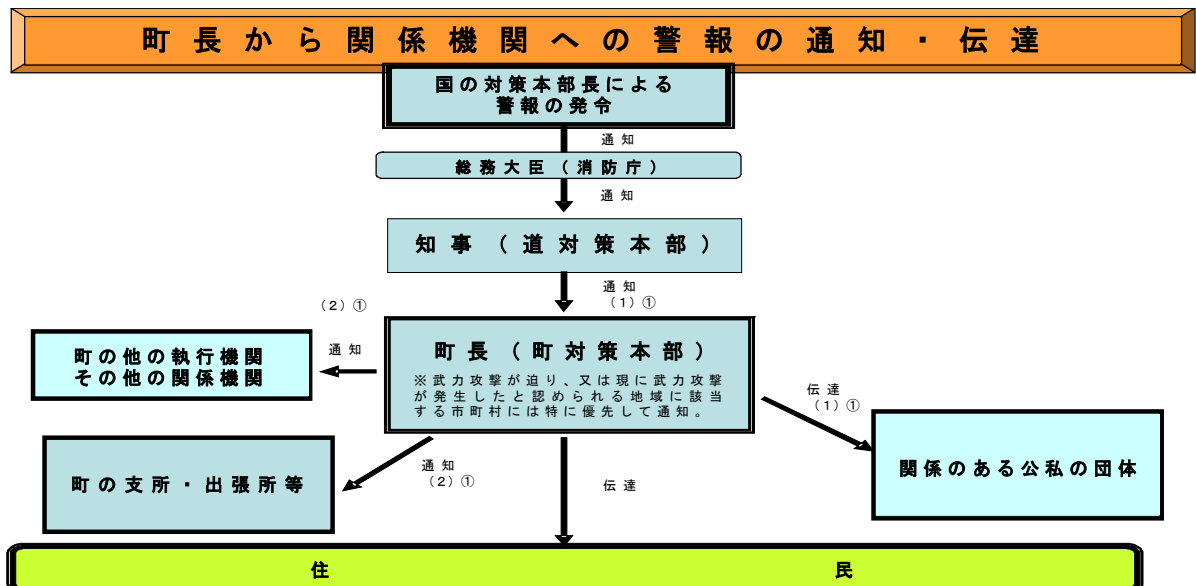 町長から関係機関への警報の通知・伝達
国の対策本部長による
警報の発令
通知
総務大臣（消防庁）
通知
知事（道対策本部）
通知
（1）①
（2）①
町の他の執行機関
その他の関係機関
通知
町長（町対策本部）
※武力攻撃が迫り、又は現に武力攻撃
が発生したと認められる地域に該当
する市町村には特に優先して通知。
伝達
（1）①
関係のある公私の団体
町の支所・出張所等
通知
（2）①
伝達
住民